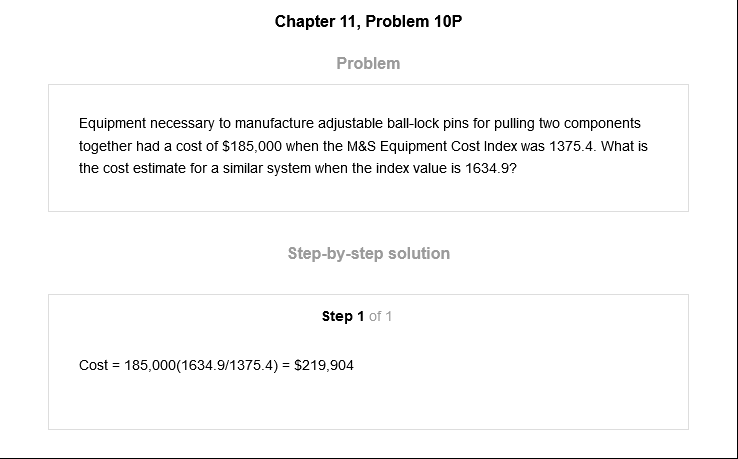 Chapter 11, Problem 10P
Problem
Equipment necessary to manufacture adjustable ball-lock pins for pulling two components
together had a cost of $185,000 when the M&S Equipment Cost Index was 1375.4. What is
the cost estimate for a similar system when the index value is 1634.9?
Step-by-step solution
Step 1 of 1
Cost = 185,000(1634.9/1375.4) = $219,904